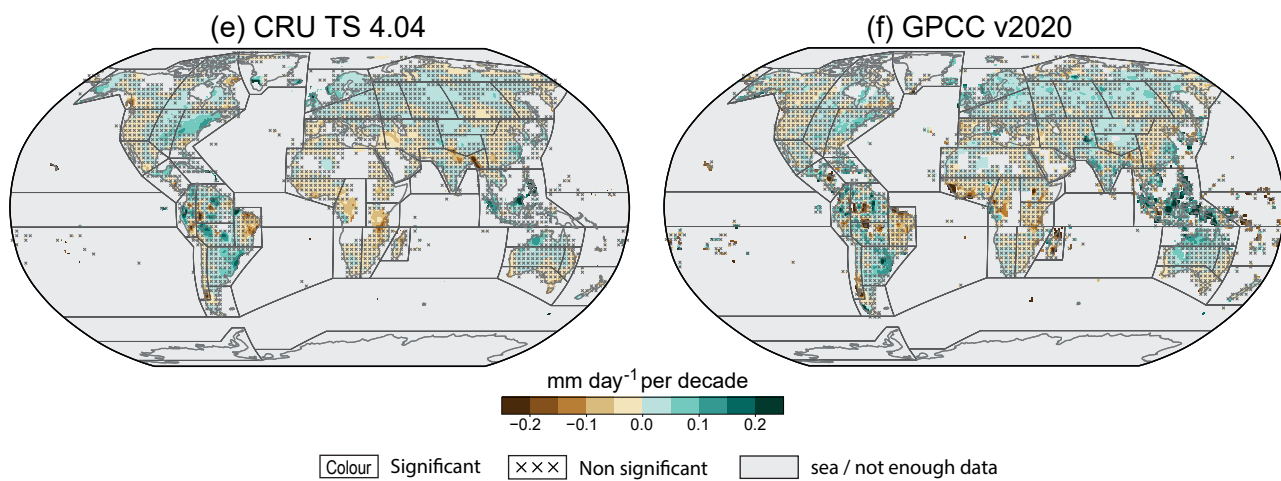 (e) CRU TS 4.04
(f) GPCC v2020
mm day⁻¹ per decade
−0.2 −0.1 0.0 0.1 0.2
Colour Significant ××× Non significant sea / not enough data